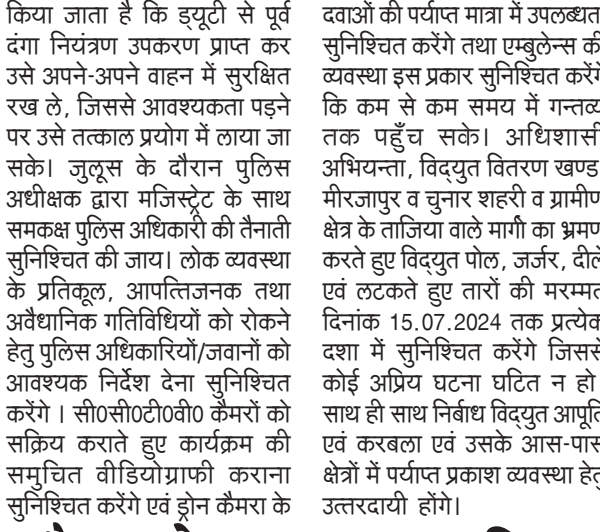 किया जाता है कि ड्यूटी से पूर्व
दंगा नियंत्रण उपकरण प्राप्त कर
उसे अपने-अपने वाहन में सुरक्षित
रख ले, जिससे आवश्यकता पड़ने
पर उसे तत्काल प्रयोग में लाया जा
सके। जुलूस के दौरान पुलिस
अधीक्षक द्वारा मजिस्ट्रेट के साथ
समकक्ष पुलिस अधिकारी की तैनाती
सुनिश्चित की जाय। लोक व्यवस्था
के प्रतिकूल, आपत्तिजनक तथा
अवैधानिक गतिविधियों को रोकने
हेतु पुलिस अधिकारियों/जवानों को
आवश्यक निर्देश देना सुनिश्चित
करेंगे । सी0सी0टी0वी0 कैमरों को
सक्रिय कराते हुए कार्यक्रम की
समुचित वीडियोग्राफी कराना
सुनिश्चित करेंगे एवं ड्रोन कैमरा के
दवाओं की पर्याप्त मात्रा में उपलब्धत
सुनिश्चित करेंगे तथा एम्बुलेन्स की
व्यवस्था इस प्रकार सुनिश्चित करेंगे
कि कम से कम समय में गन्तव्य
तक पहुँच सके। अधिशासी
अभियन्ता, विद्युत वितरण खण्ड
मीरजापुर व चुनार शहरी व ग्रामीण
क्षेत्र के ताजिया वाले मार्गो का भ्रमण
करते हुए विद्युत पोल, जर्जर, दीले
एवं लटकते हुए तारों की मरम्मत
दिनांक 15.07.2024 तक प्रत्येक
दशा में सुनिश्चित करेंगे जिससे
कोई अप्रिय घटना घटित न हो
साथ ही साथ निर्बाध विद्युत आपूर्ति
एवं करबला एवं उसके आस-पास
क्षेत्रों में पर्याप्त प्रकाश व्यवस्था हेतु
उत्तरदायी होंगे।